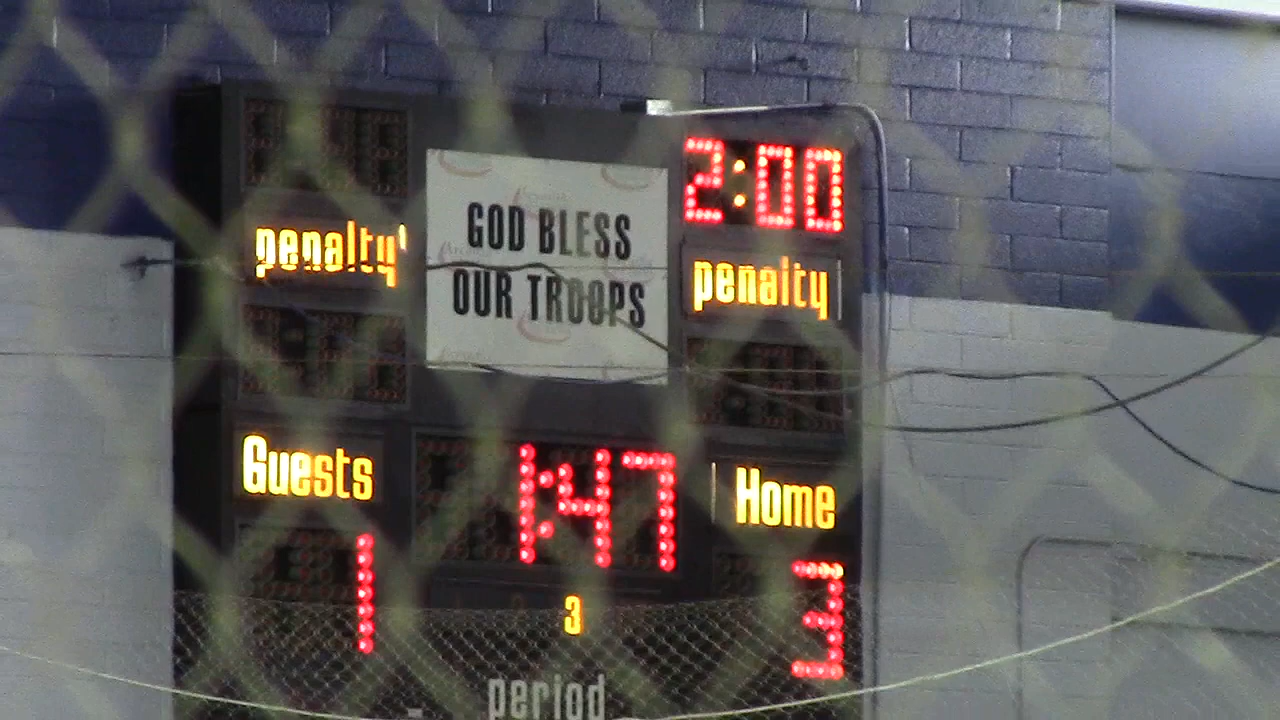 2:00
penalty
GOD BLESS
OUR TROOPS
penalty
Guests
1:47
Home
1
3
3
period